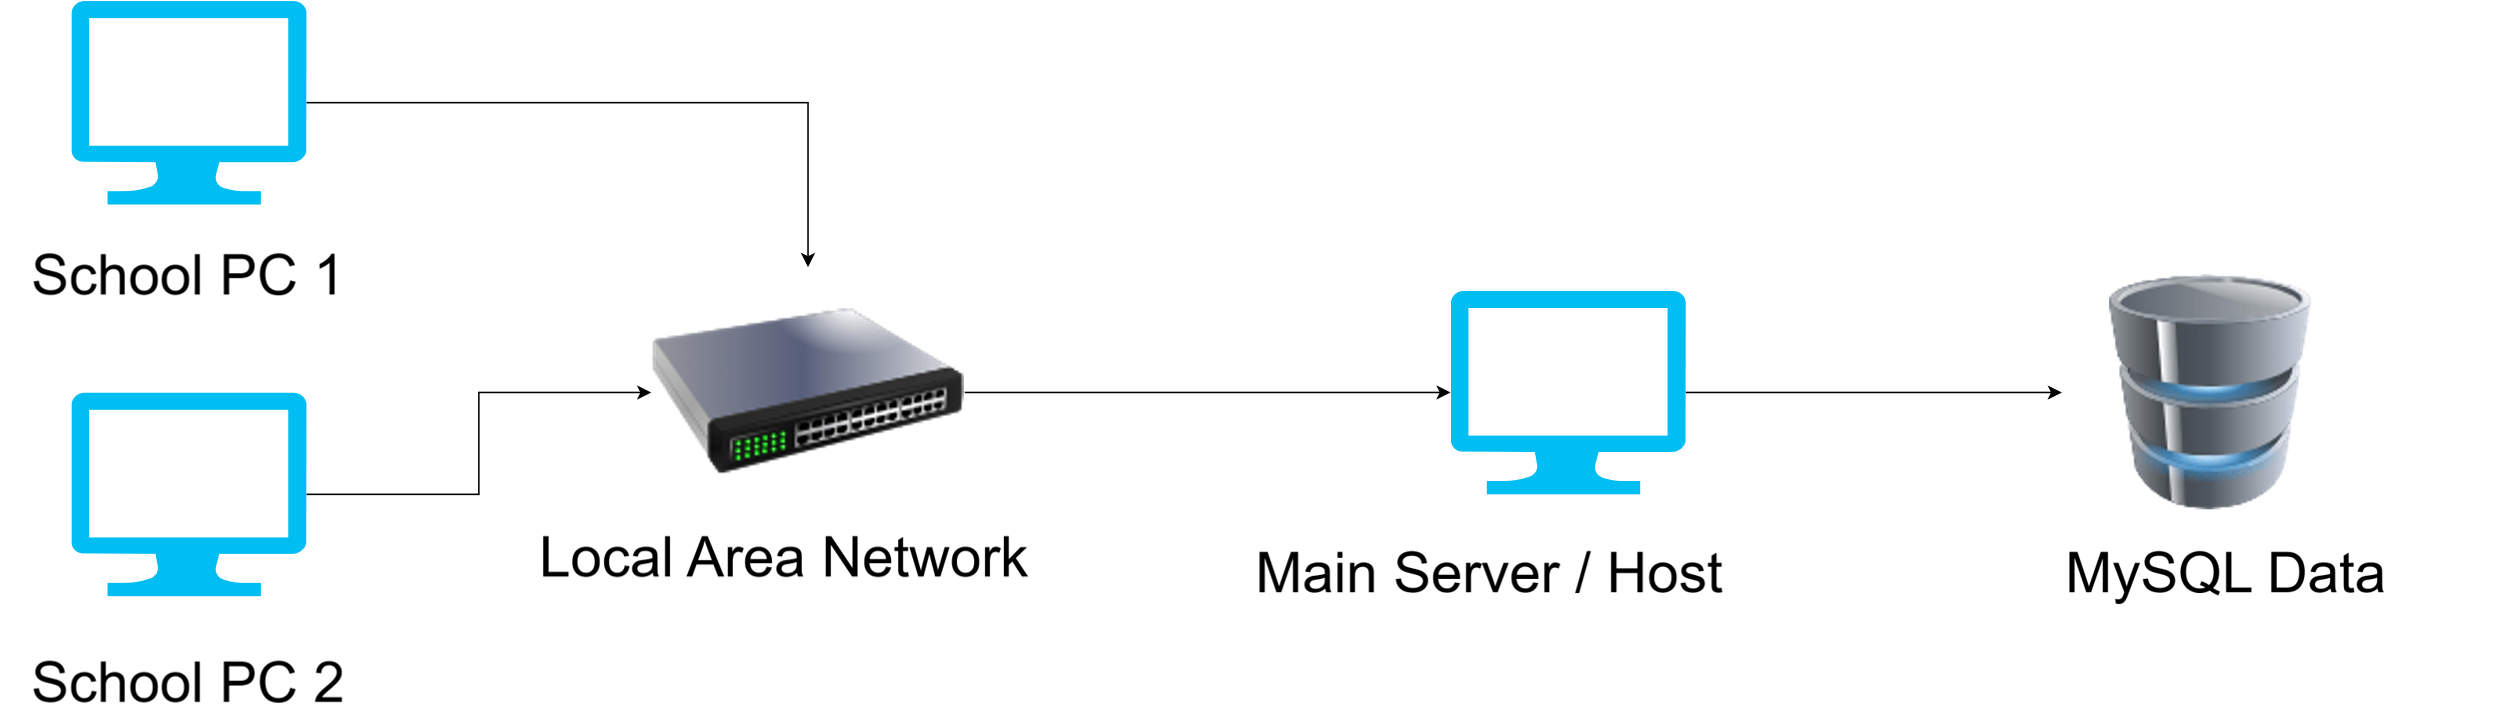 School PC 1
Local Area Network
Main Server / Host
MySQL Data
School PC 2